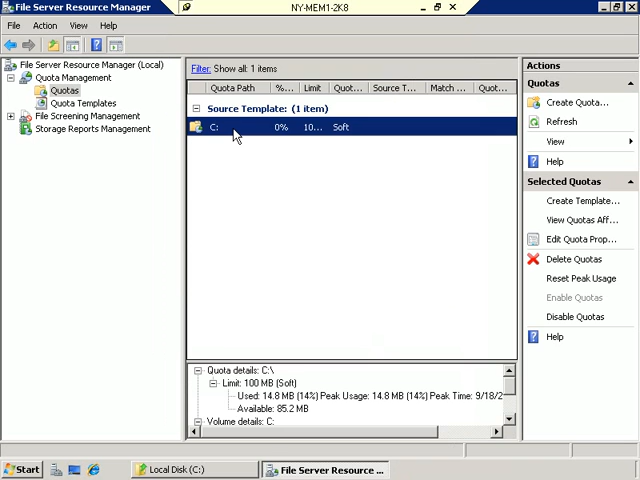 File Server Resource Manager
NY-MEM1-2K8
File Action View Help
File Server Resource Manager (Local)
Quota Management
Quotas
Quota Templates
File Screening Management
Storage Reports Management
Filter: Show all: 1 items
Quota Path %... Limit Quot... Source T... Match ... Quot...
Source Template: (1 item)
C: 0% 10... Soft
Quota details: C:\
Limit: 100 MB (Soft)
Used: 14.8 MB (14%) Peak Usage: 14.8 MB (14%) Peak Time: 9/18/2
Available: 85.2 MB
Volume details: C:
Actions
Quotas
Create Quota...
Refresh
View
Help
Selected Quotas
Create Template...
View Quotas Aff...
Edit Quota Prop...
Delete Quotas
Reset Peak Usage
Enable Quotas
Disable Quotas
Help
Start
Local Disk (C:)
File Server Resource ...